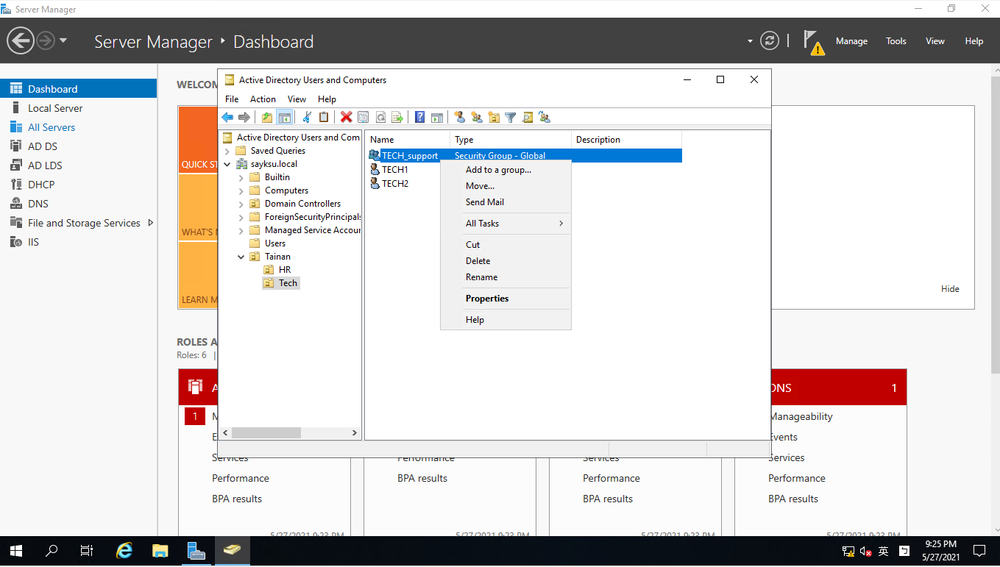 Server Manager
Server Manager ‣ Dashboard
Manage Tools View Help
Dashboard
Local Server
All Servers
AD DS
AD LDS
DHCP
DNS
File and Storage Services
IIS
WELCOM
QUICK ST
WHAT'S
LEARN M
Hide
ROLES A
Roles: 6 |
Active Directory Users and Computers
File Action View Help
Active Directory Users and Com
Saved Queries
sayksu.local
Builtin
Computers
Domain Controllers
ForeignSecurityPrincipals
Managed Service Accour
Users
Tainan
HR
Tech
Name Type Description
TECH_support Security Group - Global
TECH1
TECH2
Add to a group...
Move...
Send Mail
All Tasks
Cut
Delete
Rename
Properties
Help
A
1 M
E
Services
Performance
BPA results
5/27/2021 9:23 PM
Performance
BPA results
5/27/2021 9:23 PM
Services
Performance
BPA results
5/27/2021 9:23 PM
DNS 1
Manageability
Events
Services
Performance
BPA results
5/27/2021 9:23 PM
英
9:25 PM
5/27/2021